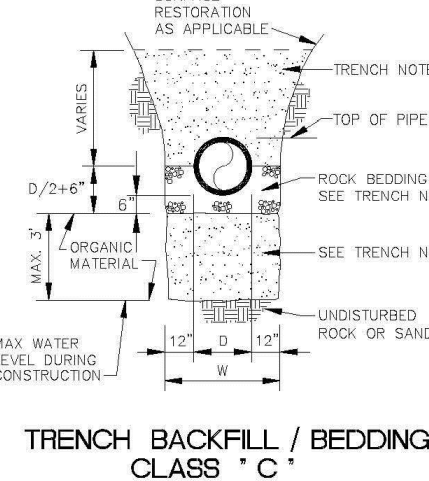 RESTORATION
AS APPLICABLE
TRENCH NOTE
TOP OF PIPE
VARIES
D/2+6"
6"
ROCK BEDDING
SEE TRENCH N
MAX. 3'
ORGANIC
MATERIAL
SEE TRENCH N
UNDISTURBED
ROCK OR SAND
MAX WATER
LEVEL DURING
CONSTRUCTION
12" D 12"
W
TRENCH BACKFILL / BEDDING
CLASS "C"